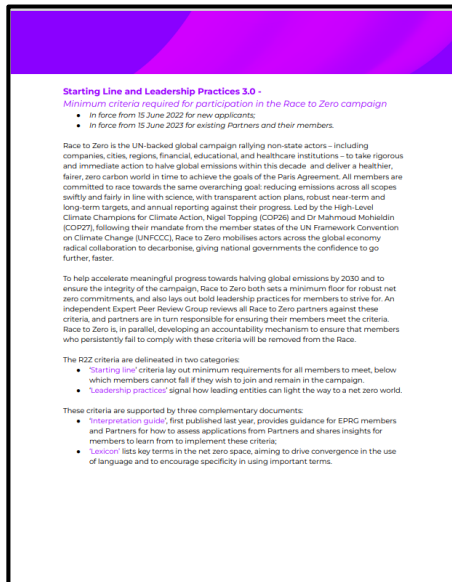 Starting Line and Leadership Practices 3.0 -
Minimum criteria required for participation in the Race to Zero campaign
● In force from 15 June 2022 for new applicants;
● In force from 15 June 2023 for existing Partners and their members.
Race to Zero is the UN-backed global campaign rallying non-state actors – including
companies, cities, regions, financial, educational, and healthcare institutions – to take rigorous
and immediate action to halve global emissions within this decade and deliver a healthier,
fairer, zero carbon world in time to achieve the goals of the Paris Agreement. All members are
committed to race towards the same overarching goal: reducing emissions across all scopes
swiftly and fairly in line with science, with transparent action plans, robust near-term and
long-term targets, and annual reporting against their progress. Led by the High-Level
Climate Champions for Climate Action, Nigel Topping (COP26) and Dr Mahmoud Mohieldin
(COP27), following their mandate from the member states of the UN Framework Convention
on Climate Change (UNFCCC), Race to Zero mobilises actors across the global economy
radical collaboration to decarbonise, giving national governments the confidence to go
further, faster.
To help accelerate meaningful progress towards halving global emissions by 2030 and to
ensure the integrity of the campaign, Race to Zero both sets a minimum floor for robust net
zero commitments, and also lays out bold leadership practices for members to strive for. An
independent Expert Peer Review Group reviews all Race to Zero partners against these
criteria, and partners are in turn responsible for ensuring their members meet the criteria.
Race to Zero is, in parallel, developing an accountability mechanism to ensure that members
who persistently fail to comply with these criteria will be removed from the Race.
The R2Z criteria are delineated in two categories:
● 'Starting line' criteria lay out minimum requirements for all members to meet, below
which members cannot fall if they wish to join and remain in the campaign.
● 'Leadership practices' signal how leading entities can light the way to a net zero world.
These criteria are supported by three complementary documents:
● 'Interpretation guide', first published last year, provides guidance for EPRG members
and Partners for how to assess applications from Partners and shares insights for
members to learn from to implement these criteria;
● 'Lexicon' lists key terms in the net zero space, aiming to drive convergence in the use
of language and to encourage specificity in using important terms.